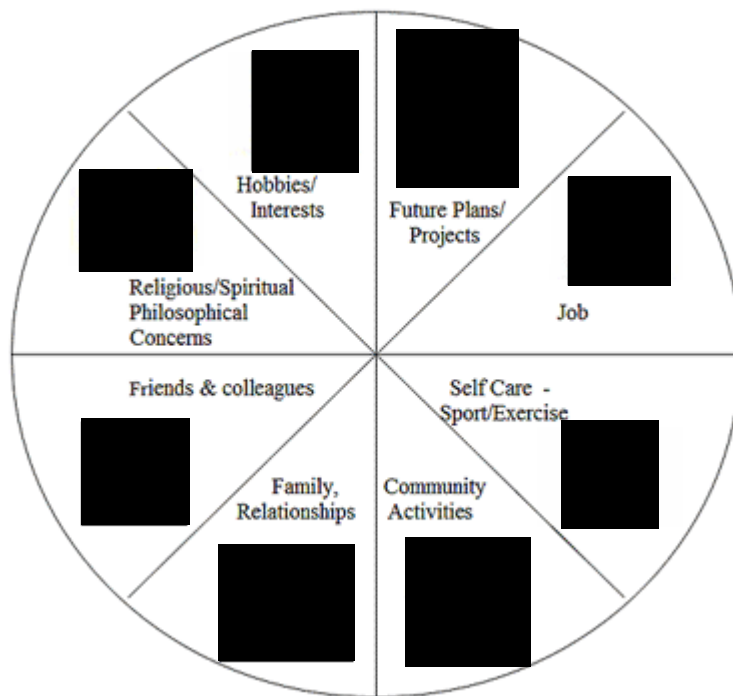 Hobbies/
Interests
Future Plans/
Projects
Religious/Spiritual
Philosophical
Concerns
Job
Friends & colleagues
Self Care -
Sport/Exercise
Family,
Relationships
Community
Activities